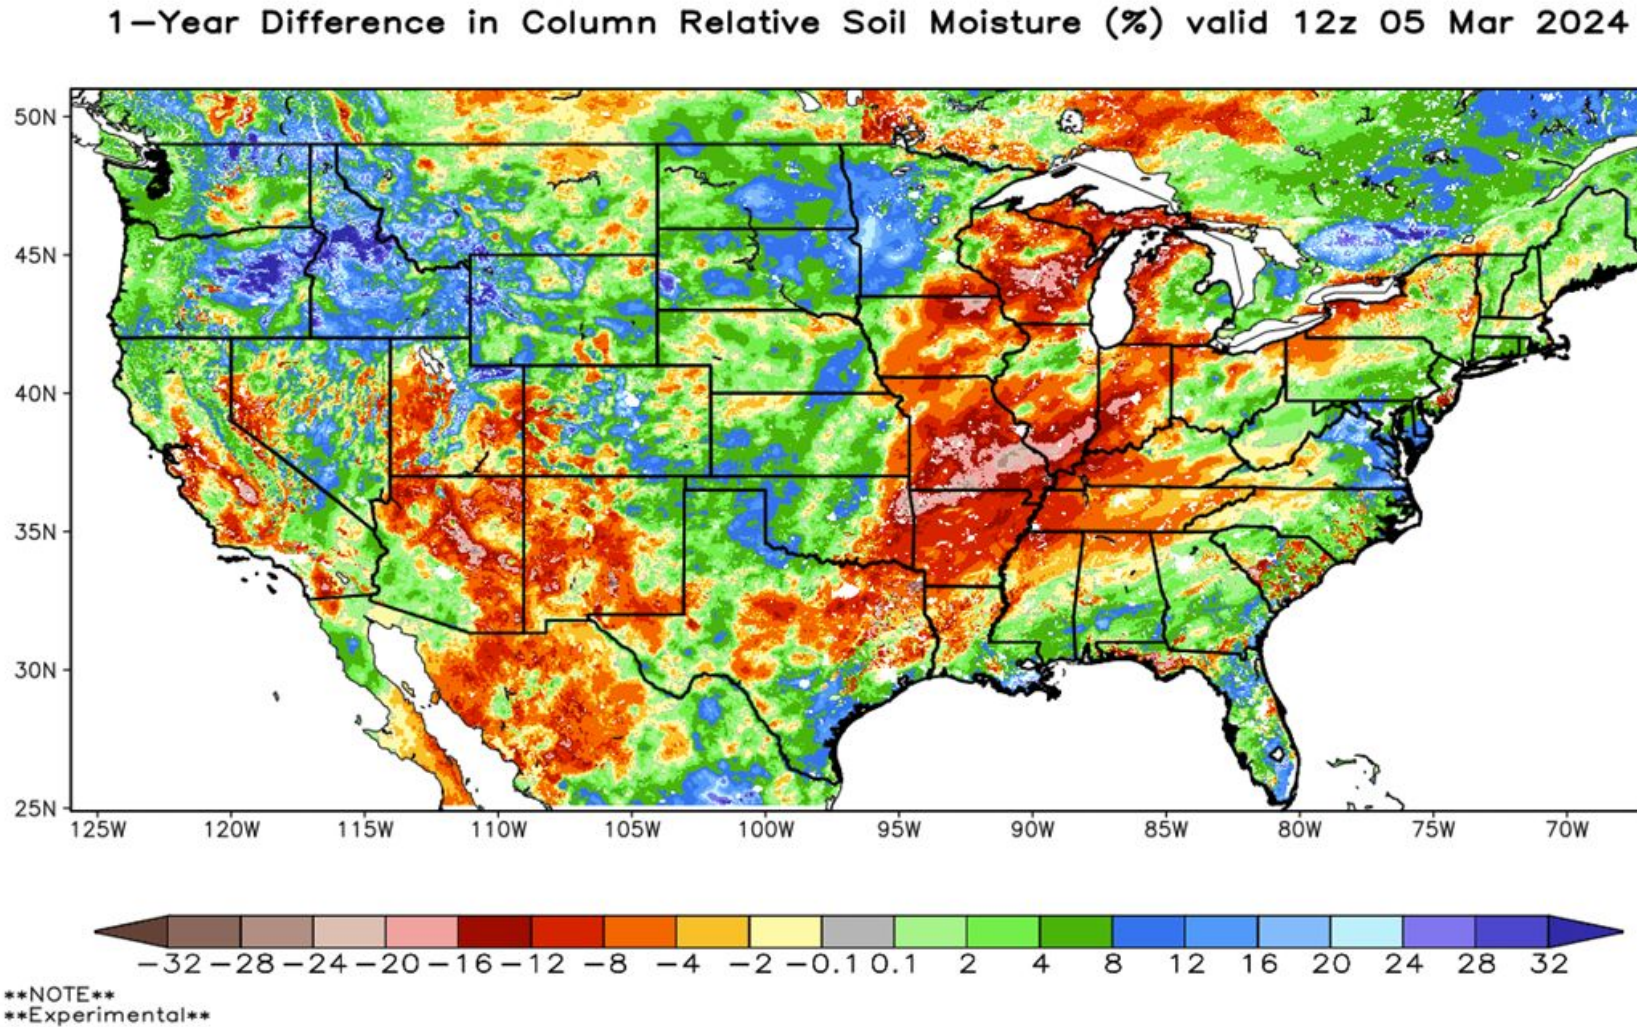 1-Year Difference in Column Relative Soil Moisture (%) valid 12z 05 Mar 2024
50N
45N
40N
35N
30N
25N
125W 120W 115W 110W 105W 100W 95W 90W 85W 80W 75W 70W
-32 -28 -24 -20 -16 -12 -8 -4 -2 -0.1 0.1 2 4 8 12 16 20 24 28 32
**NOTE**
**Experimental**